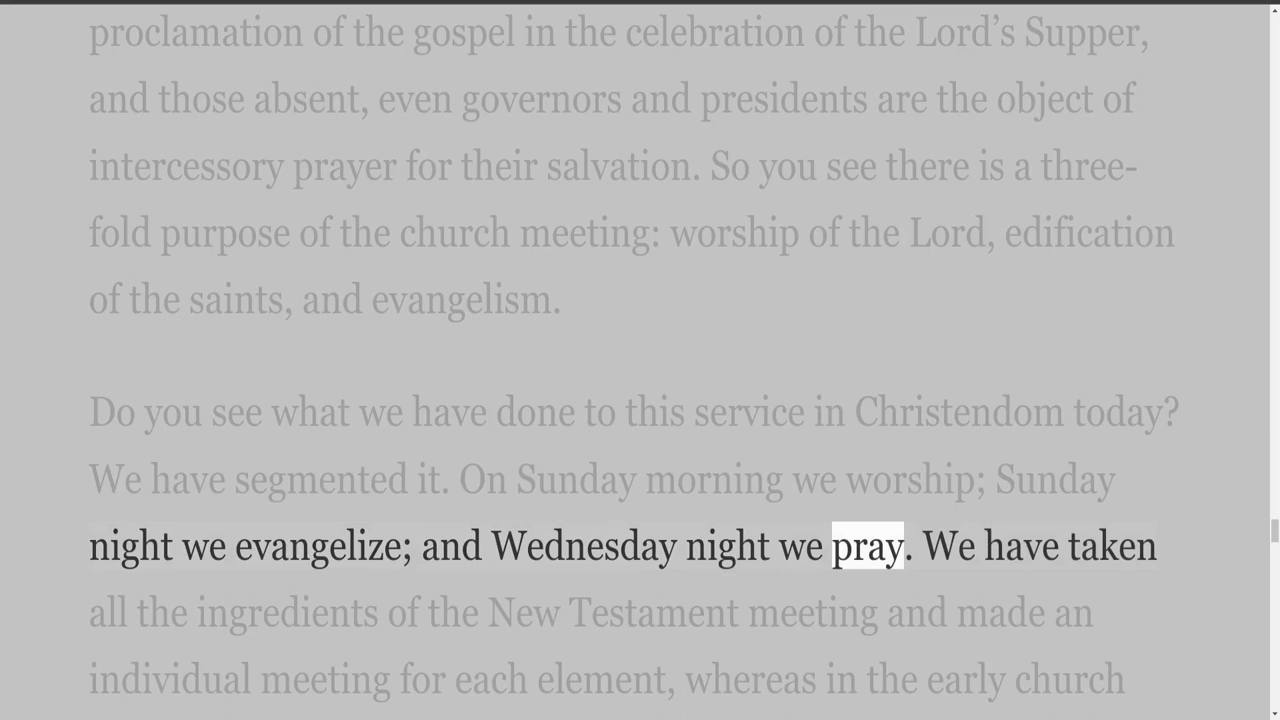 proclamation of the gospel in the celebration of the Lord’s Supper,
and those absent, even governors and presidents are the object of
intercessory prayer for their salvation. So you see there is a three-
fold purpose of the church meeting: worship of the Lord, edification
of the saints, and evangelism.
Do you see what we have done to this service in Christendom today?
We have segmented it. On Sunday morning we worship; Sunday
night we evangelize; and Wednesday night we pray. We have taken
all the ingredients of the New Testament meeting and made an
individual meeting for each element, whereas in the early church